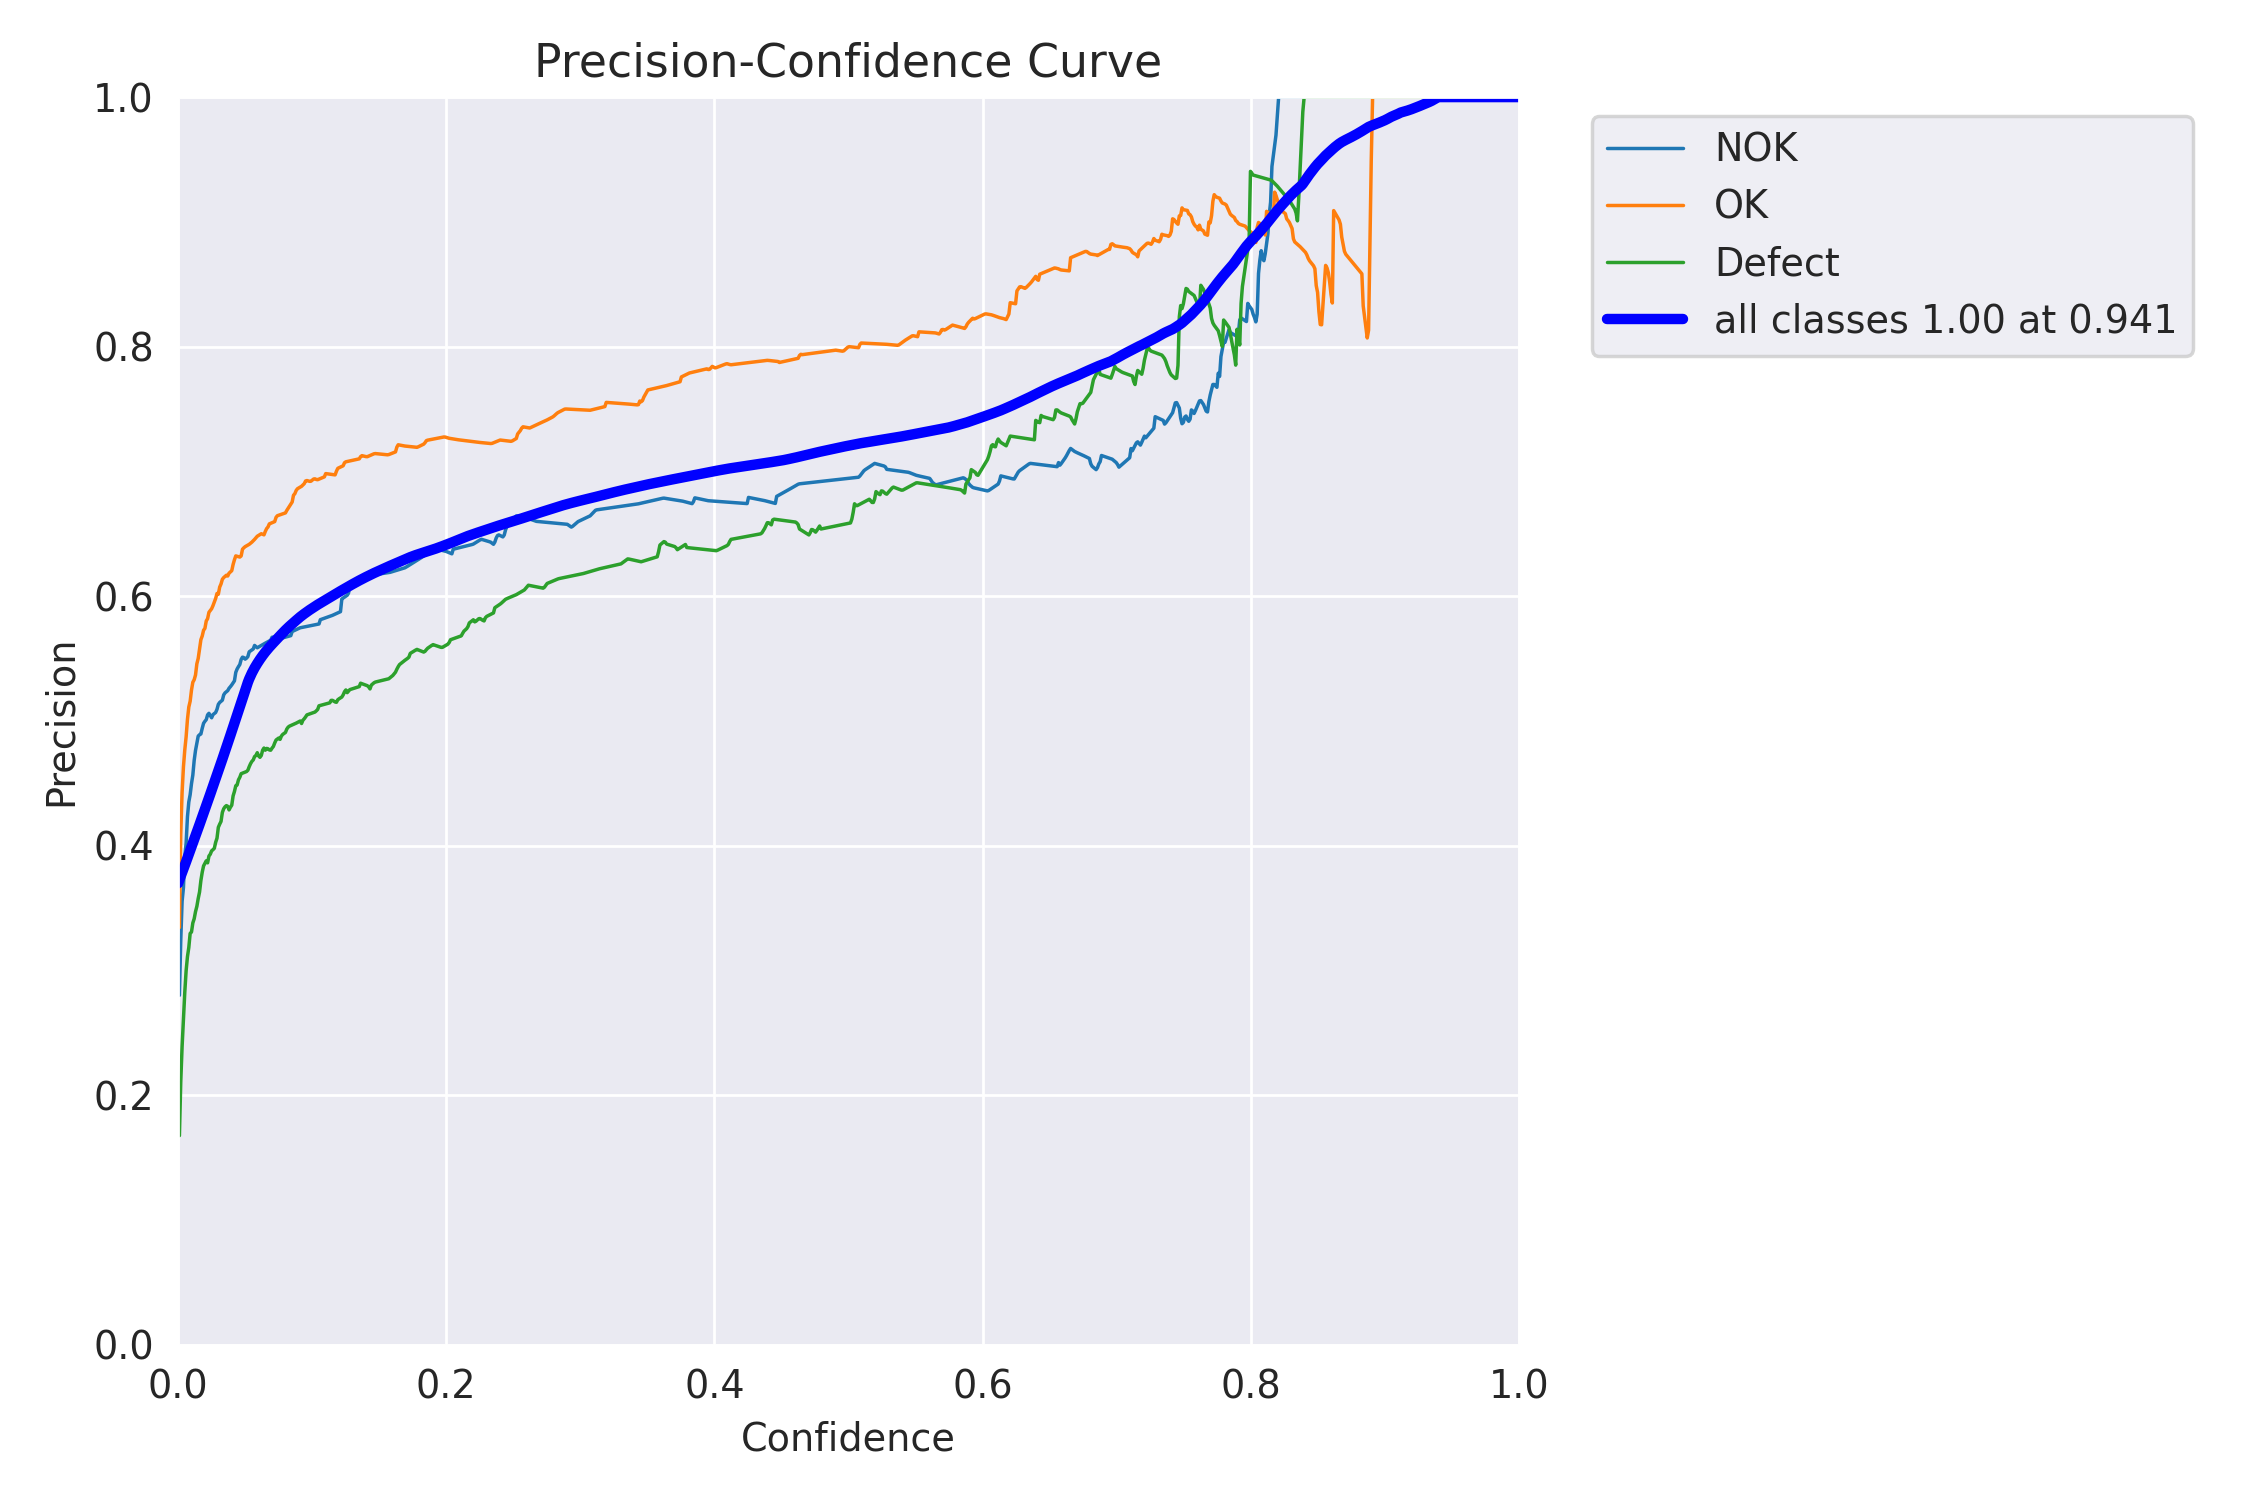 Precision-Confidence Curve
1.0
0.8
0.6
0.4
0.2
0.0
Precision
0.0 0.2 0.4 0.6 0.8 1.0
Confidence
NOK
OK
Defect
all classes 1.00 at 0.941